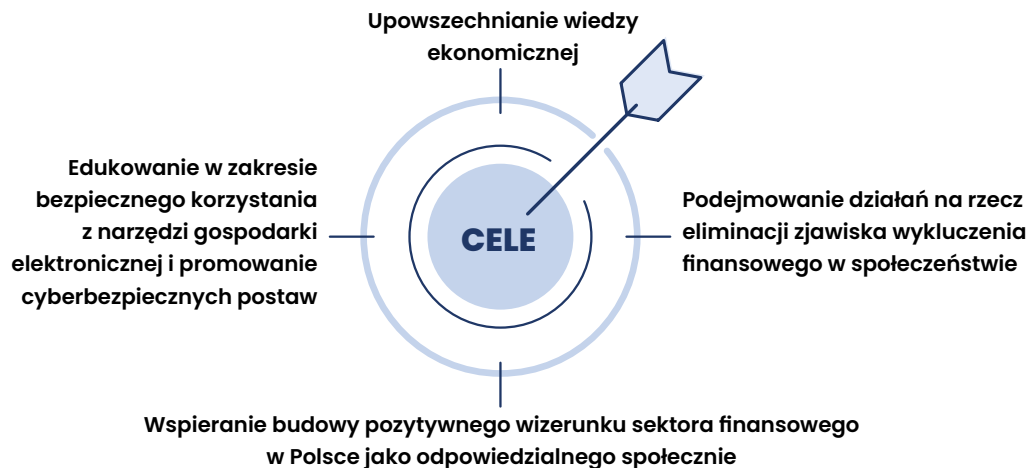 Upowszechnianie wiedzy
ekonomicznej
Edukowanie w zakresie
bezpiecznego korzystania
z narzędzi gospodarki
elektronicznej i promowanie
cyberbezpiecznych postaw
CELE
Podejmowanie działań na rzecz
eliminacji zjawiska wykluczenia
finansowego w społeczeństwie
Wspieranie budowy pozytywnego wizerunku sektora finansowego
w Polsce jako odpowiedzialnego społecznie